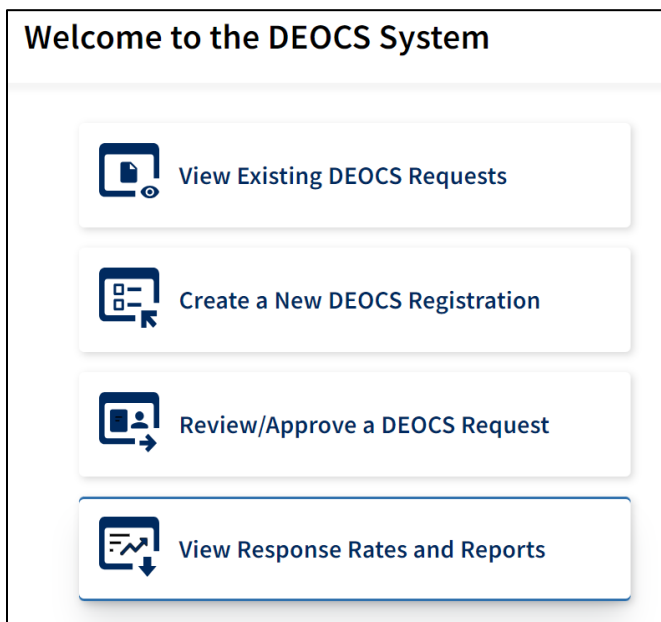 Welcome to the DEOCS System
View Existing DEOCS Requests
Create a New DEOCS Registration
Review/Approve a DEOCS Request
View Response Rates and Reports